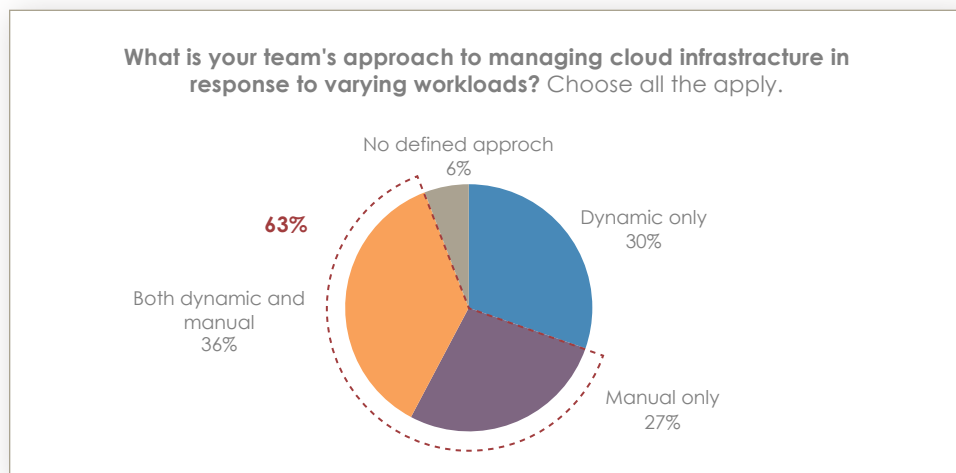 What is your team's approach to managing cloud infrastracture in
response to varying workloads? Choose all the apply.
No defined approch
6%
63%
Dynamic only
30%
Both dynamic and
manual
36%
Manual only
27%